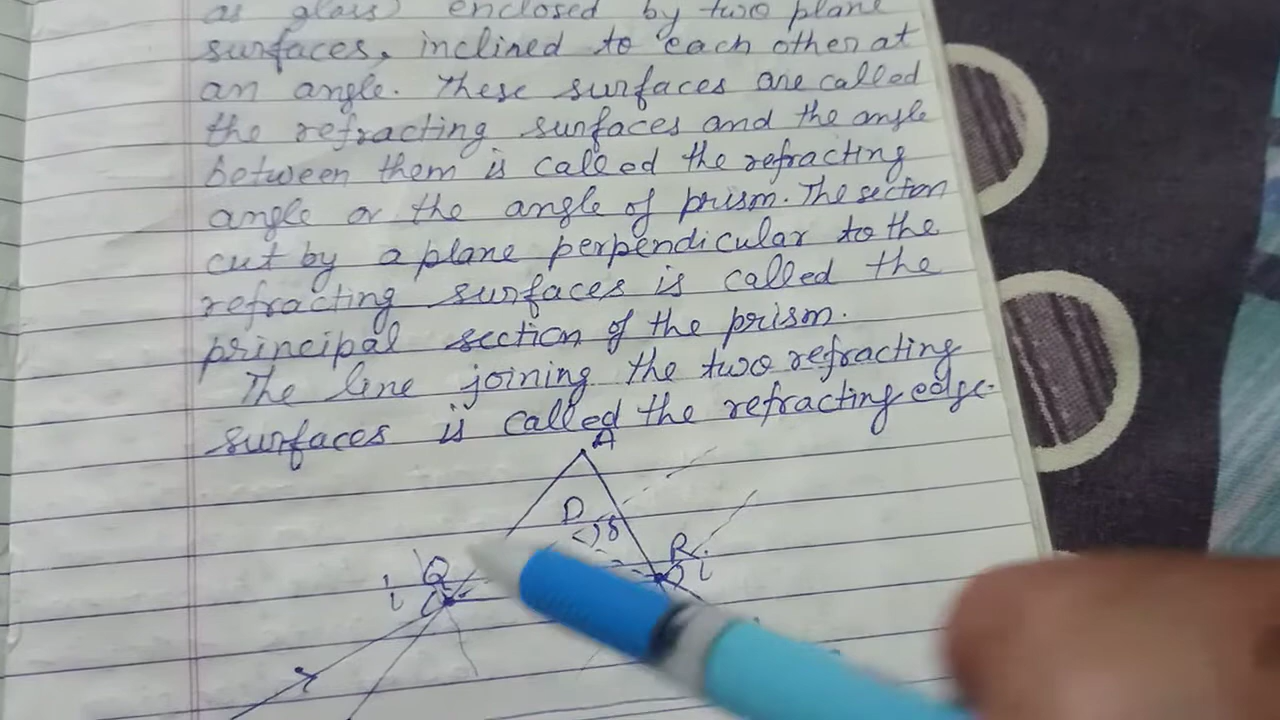 as glass) enclosed by two plane
surfaces, inclined to each other at
an angle. These surfaces are called
the refracting surfaces and the angle
between them is called the refracting
angle or the angle of prism. The section
cut by a plane perpendicular to the
refracting surfaces is called the
principal section of the prism.
The line joining the two refracting
surfaces is called the refracting edge.
A
D
δ
Q
R
i
i